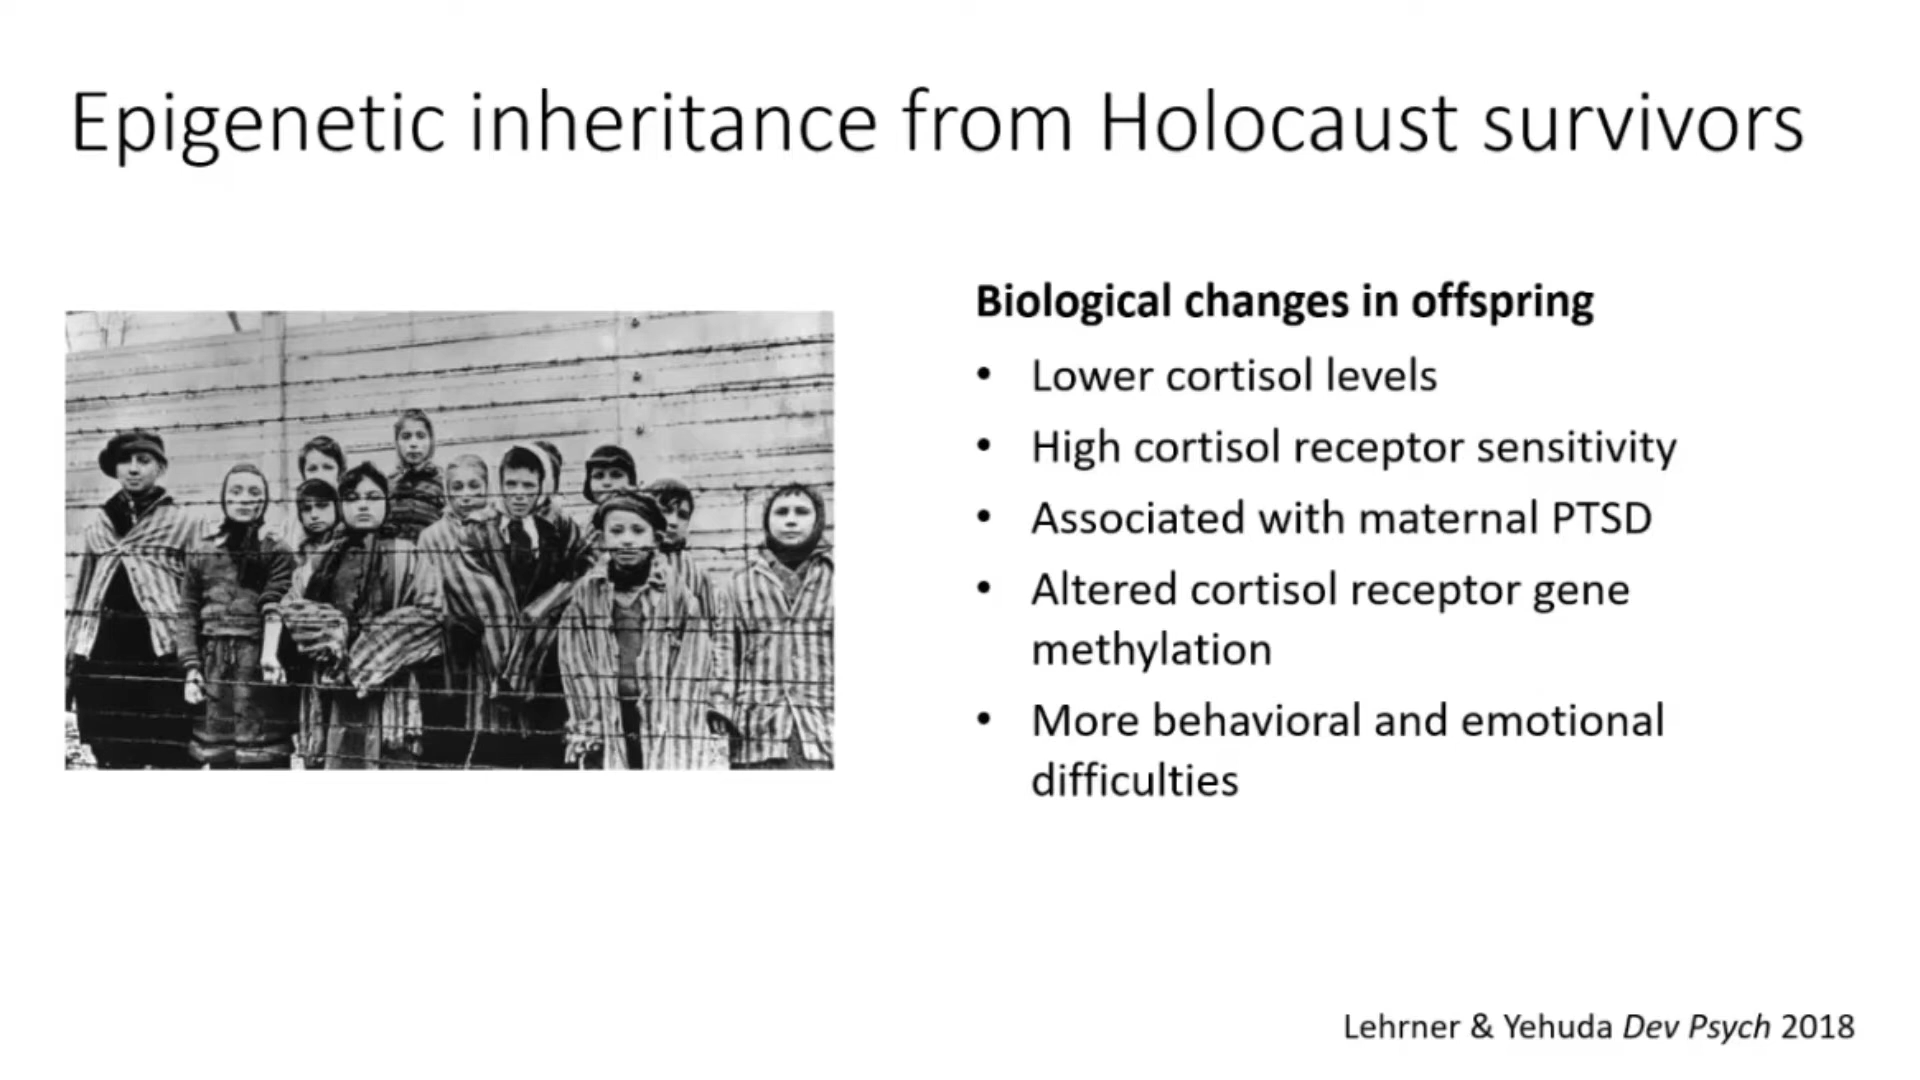 Epigenetic inheritance from Holocaust survivors
Biological changes in offspring
• Lower cortisol levels
• High cortisol receptor sensitivity
• Associated with maternal PTSD
• Altered cortisol receptor gene
methylation
• More behavioral and emotional
difficulties
Lehrner & Yehuda Dev Psych 2018